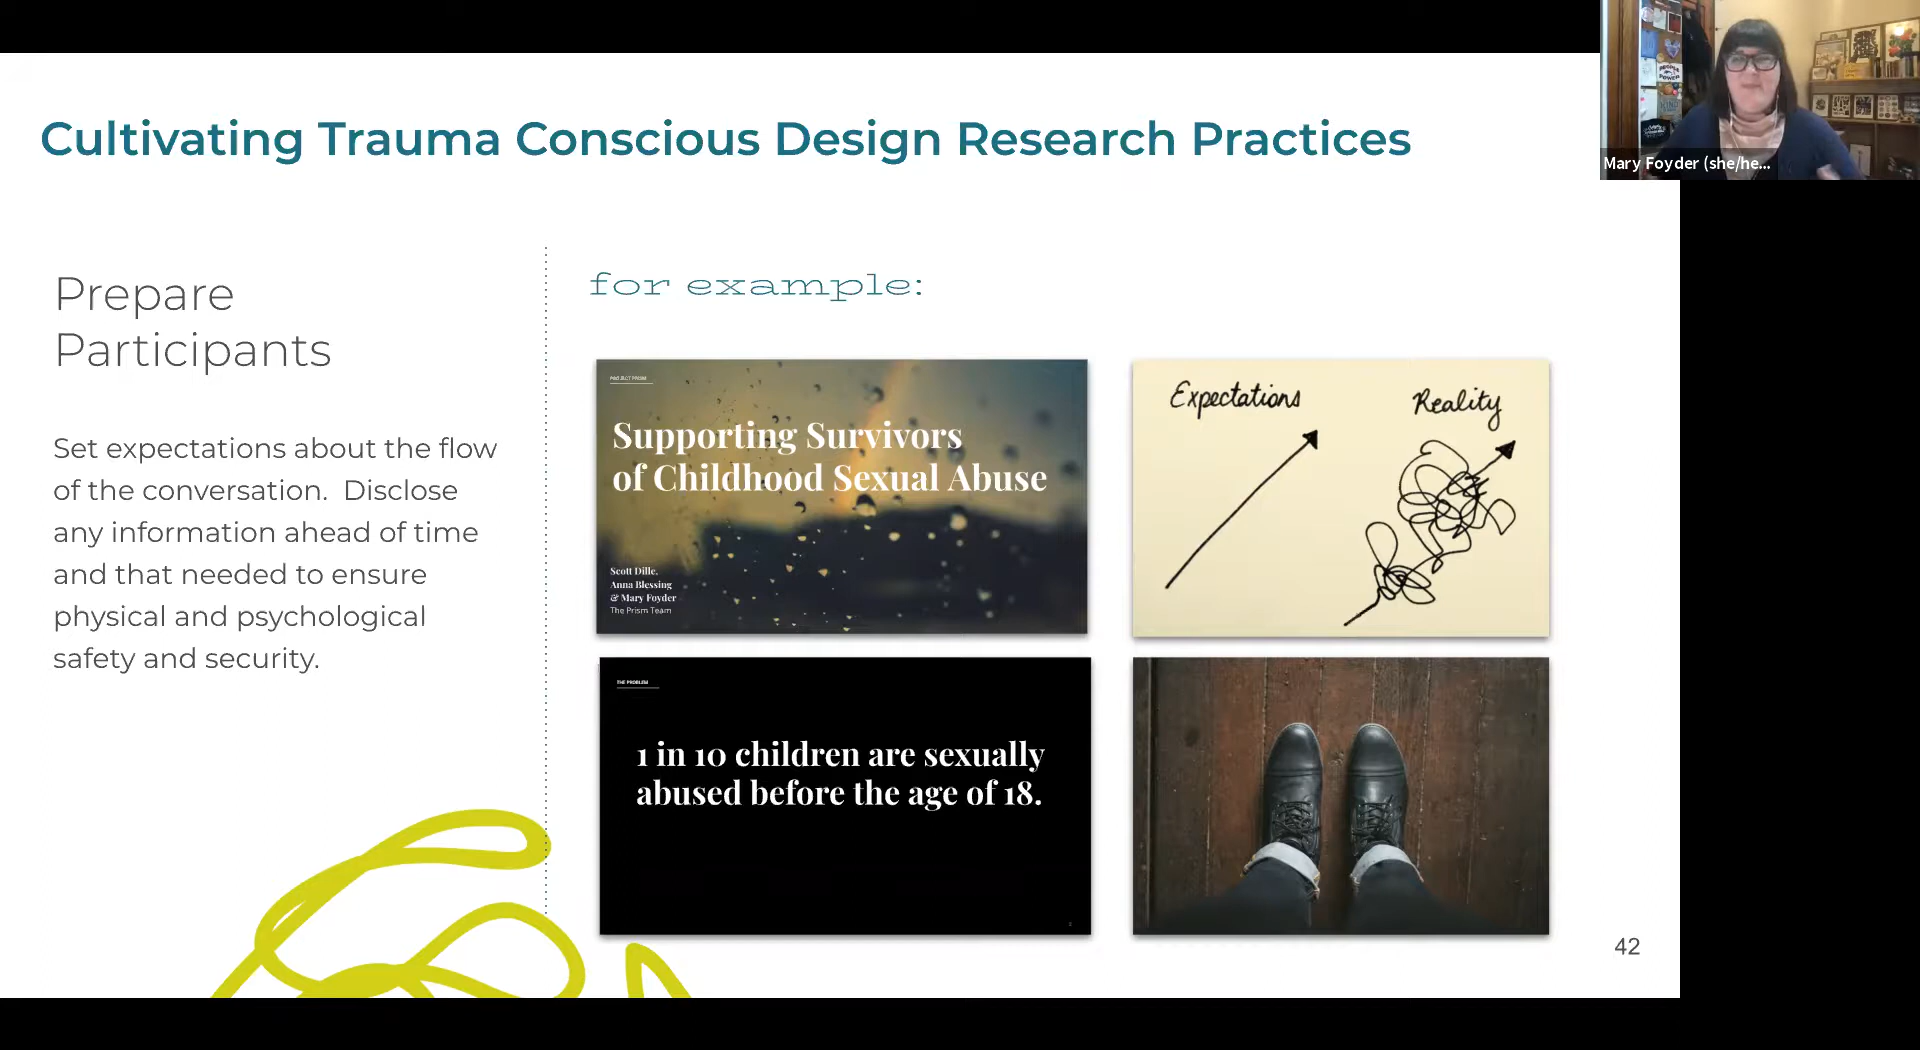 Cultivating Trauma Conscious Design Research Practices
Mary Foyder (she/he...
Prepare
Participants
Set expectations about the flow
of the conversation.  Disclose
any information ahead of time
and that needed to ensure
physical and psychological
safety and security.
for example:
PROJECT PRISM
Supporting Survivors
of Childhood Sexual Abuse
Scott Dille,
Anna Blessing
& Mary Foyder
The Prism Team
Expectations
Reality
THE PROBLEM
1 in 10 children are sexually
abused before the age of 18.
42